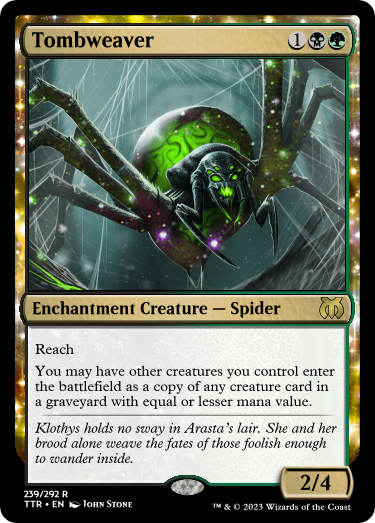 Tombweaver 1
Enchantment Creature — Spider
Reach
You may have other creatures you control enter
the battlefield as a copy of any creature card in
a graveyard with equal or lesser mana value.
Klothys holds no sway in Arasta's lair. She and her
brood alone weave the fates of those foolish enough
to wander inside.
2/4
239/292 R
TTR • EN John Stone
™ & © 2023 Wizards of the Coast